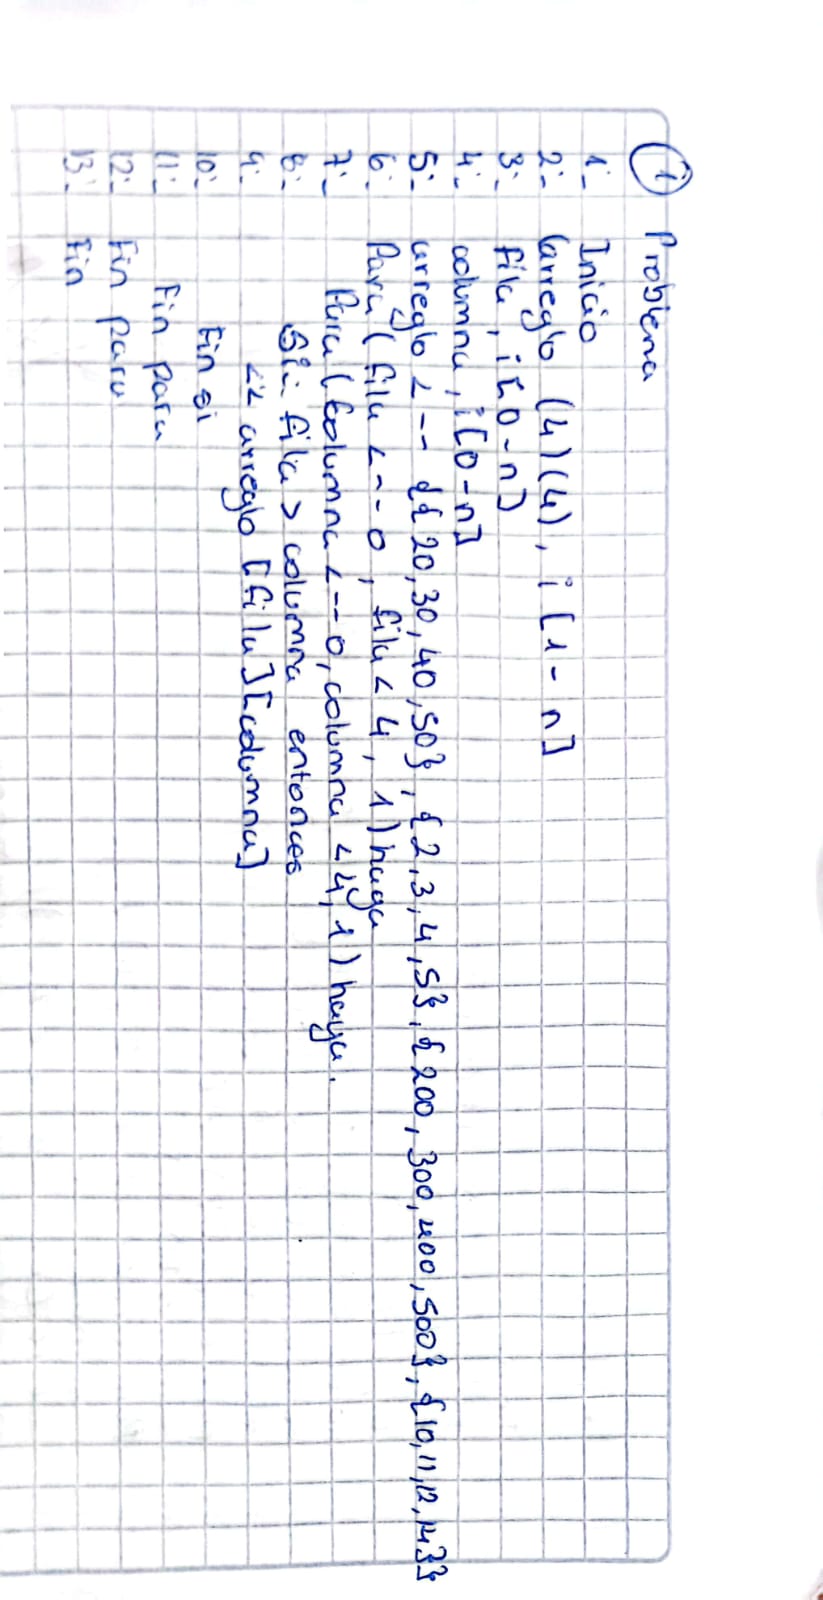 1 Problema
1- Inicio
2- arreglo (4)(4), i [1 - n]
3- fila, i [0 - n]
4- columna, i [0 - n]
5- arreglo <-- {{20,30,40,50}, {2,3,4,5}, {200, 300, 400, 500}, {10,11,12,14}}
6- Para (fila <-- 0, fila < 4, 1) haga
7- Para (columna <-- 0, columna < 4, 1) haga.
8- Si- fila > columna entonces
9- << arreglo [fila][columna]
10- Fin si
11- Fin para
12- Fin para
13- Fin